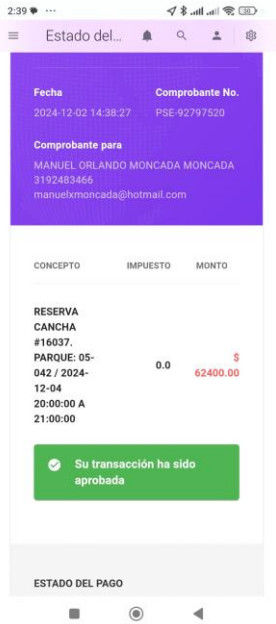 2:39
Estado del...
Fecha
Comprobante No.
2024-12-02 14:38:27
PSE-92797520
Comprobante para
MANUEL ORLANDO MONCADA MONCADA
3192483466
manuelxmoncada@hotmail.com
CONCEPTO IMPUESTO MONTO
RESERVA
CANCHA
#16037.
PARQUE: 05-
042 / 2024-
12-04
20:00:00 A
21:00:00
0.0
$
62400.00
Su transacción ha sido
aprobada
ESTADO DEL PAGO